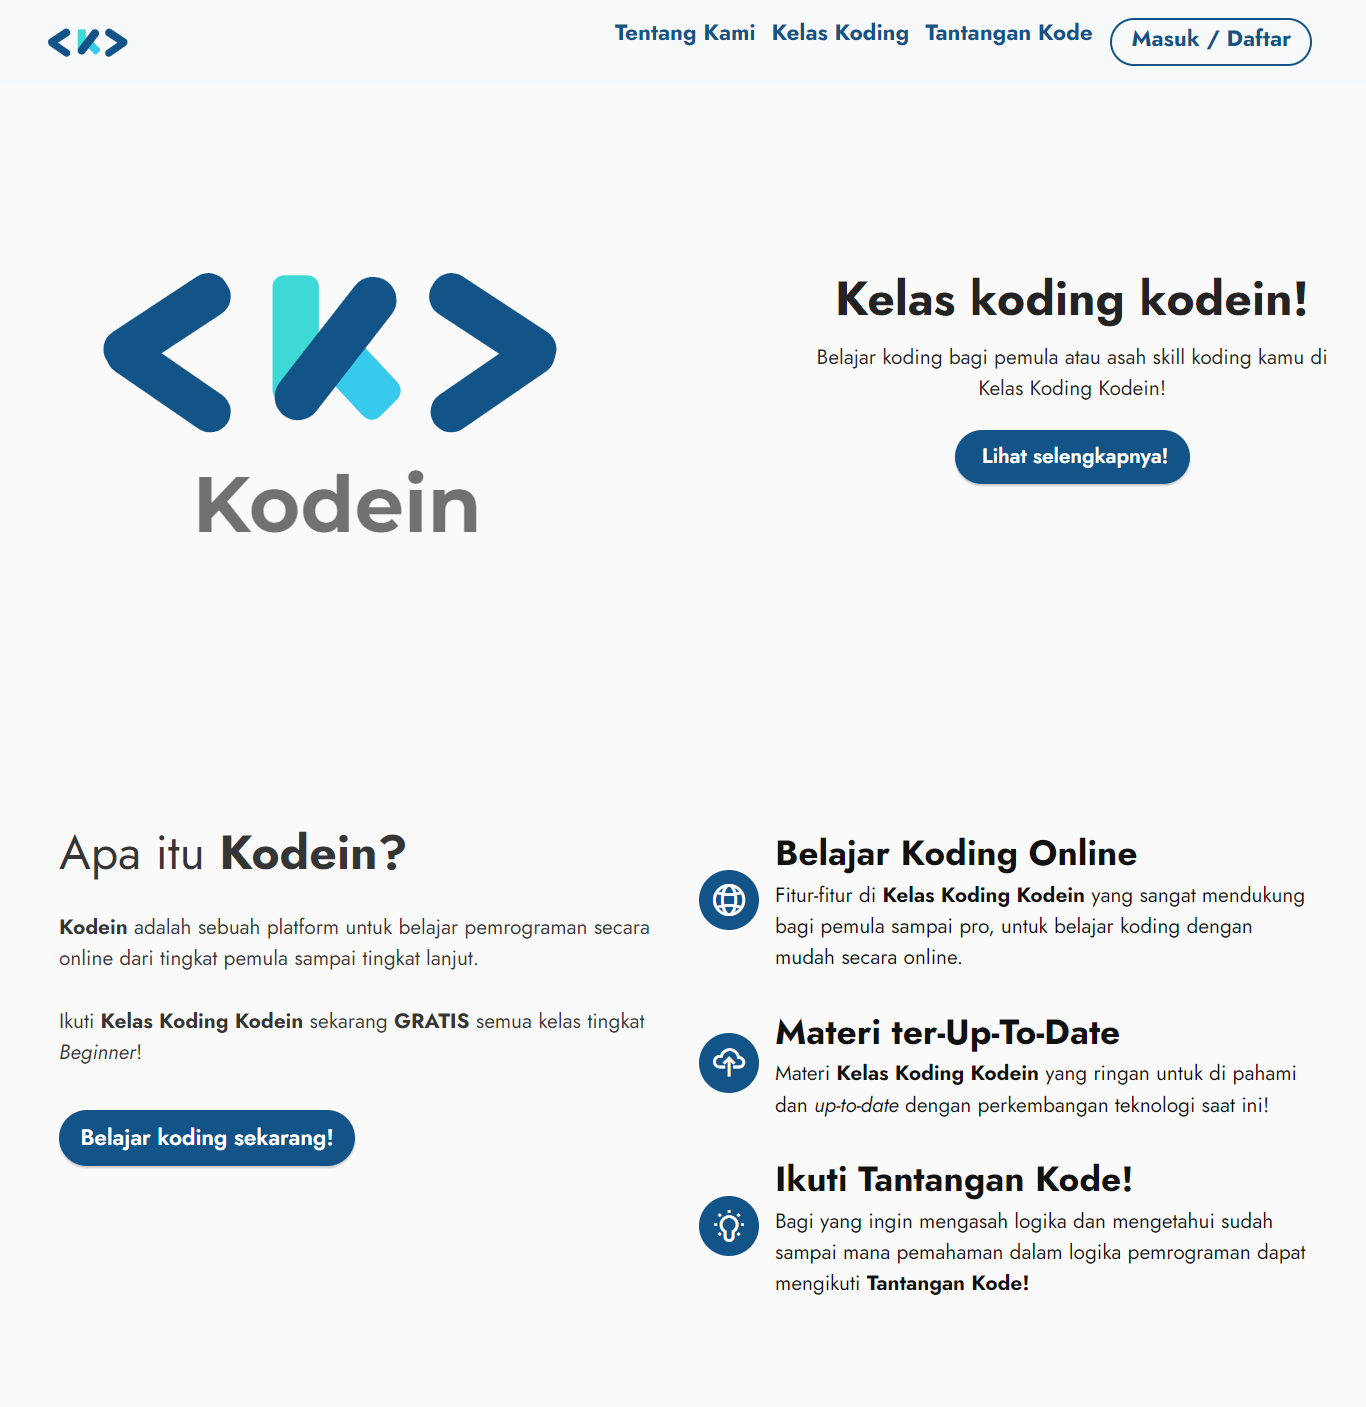 Tentang Kami Kelas Koding Tantangan Kode Masuk / Daftar
Kodein
Kelas koding kodein!
Belajar koding bagi pemula atau asah skill koding kamu di
Kelas Koding Kodein!
Lihat selengkapnya!
Apa itu Kodein?
Kodein adalah sebuah platform untuk belajar pemrograman secara
online dari tingkat pemula sampai tingkat lanjut.
Ikuti Kelas Koding Kodein sekarang GRATIS semua kelas tingkat
Beginner!
Belajar koding sekarang!
Belajar Koding Online
Fitur-fitur di Kelas Koding Kodein yang sangat mendukung
bagi pemula sampai pro, untuk belajar koding dengan
mudah secara online.
Materi ter-Up-To-Date
Materi Kelas Koding Kodein yang ringan untuk di pahami
dan up-to-date dengan perkembangan teknologi saat ini!
Ikuti Tantangan Kode!
Bagi yang ingin mengasah logika dan mengetahui sudah
sampai mana pemahaman dalam logika pemrograman dapat
mengikuti Tantangan Kode!